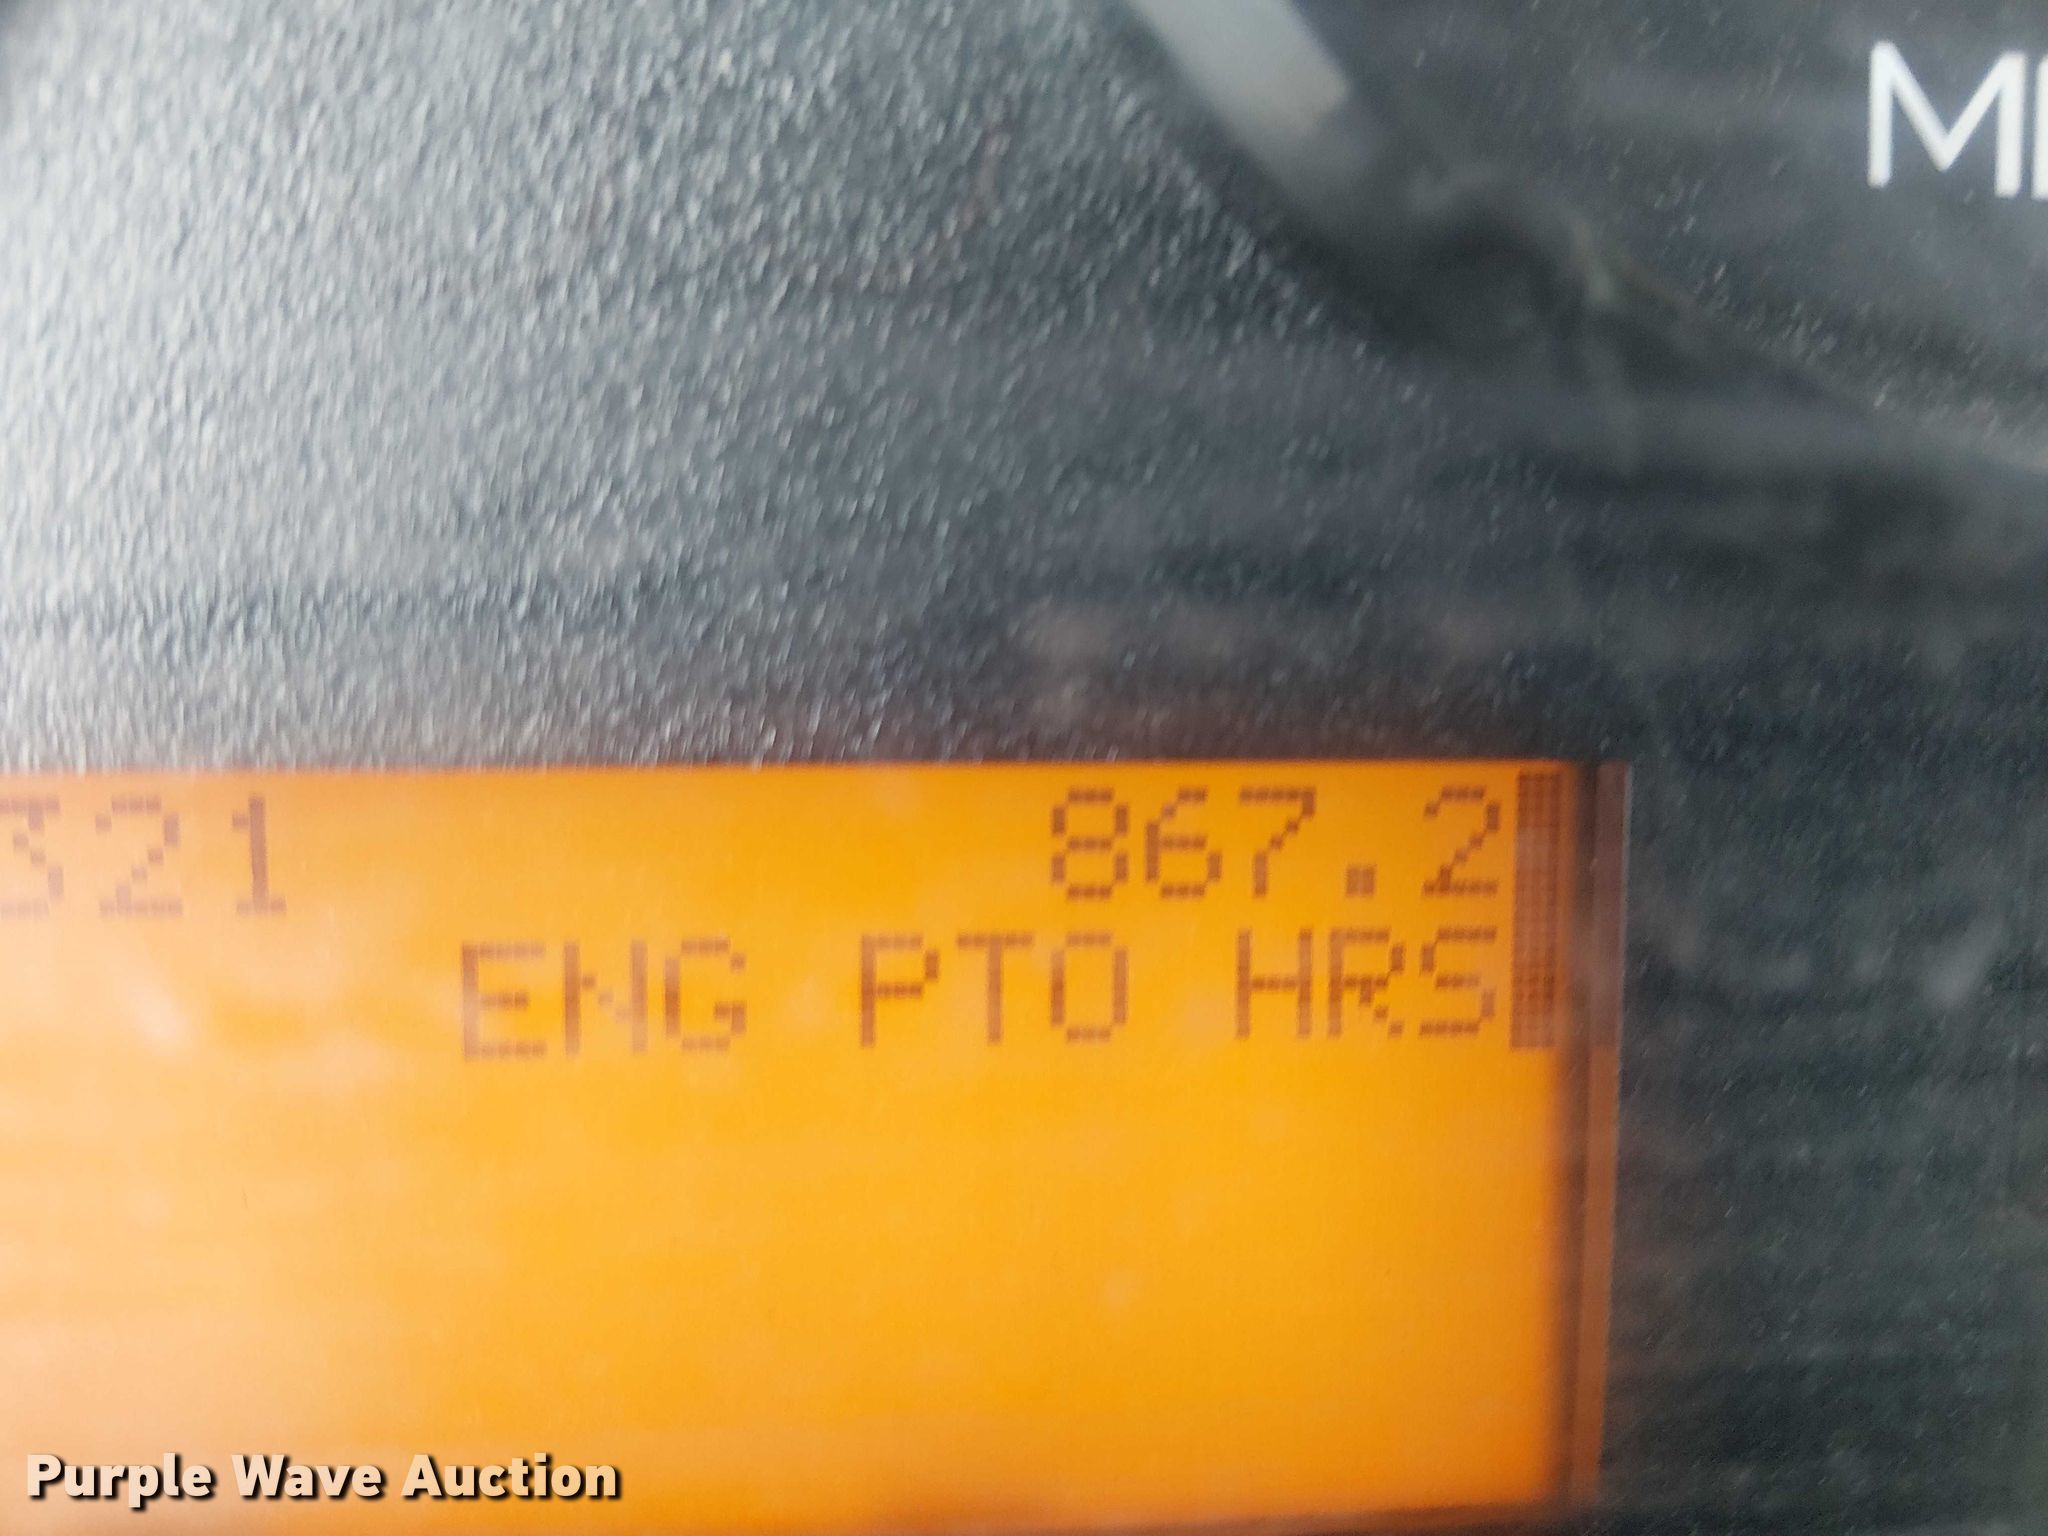 321 867.2
ENG PTO HRS
Purple Wave Auction